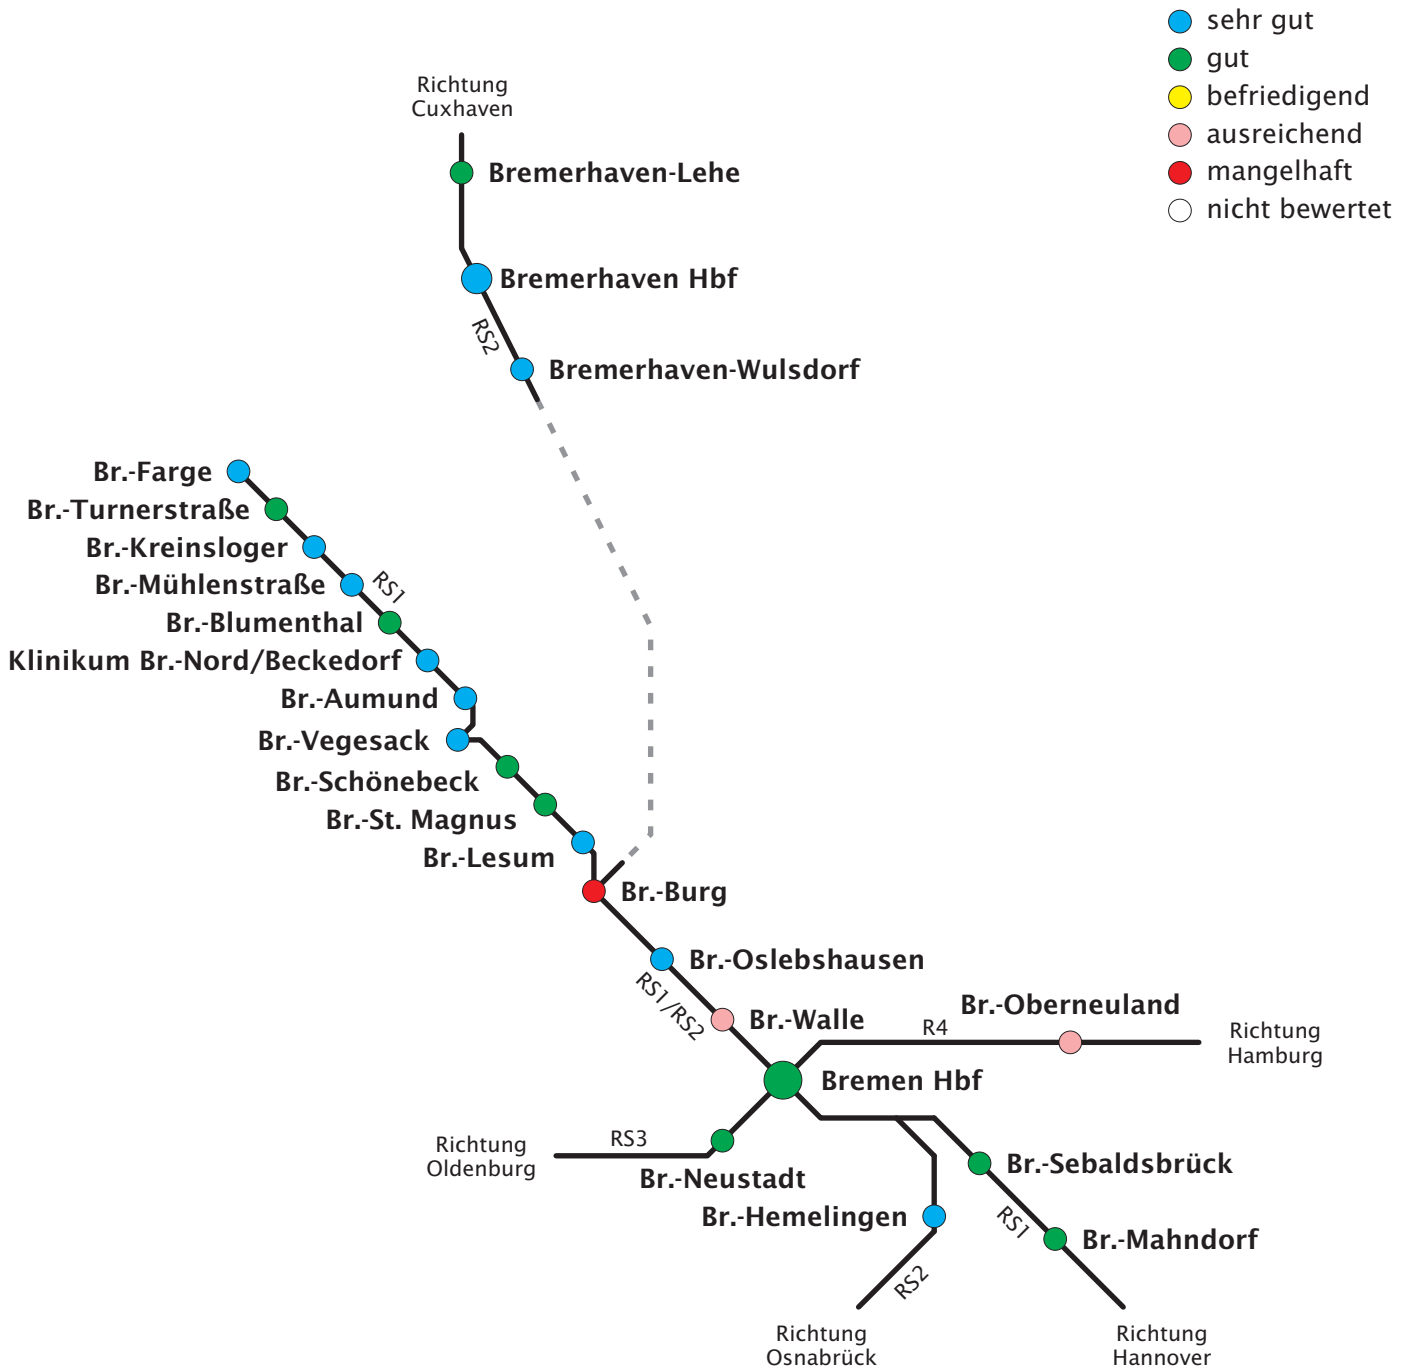 sehr gut
gut
befriedigend
ausreichend
mangelhaft
nicht bewertet
Richtung
Cuxhaven
Bremerhaven-Lehe
Bremerhaven Hbf
RS2
Bremerhaven-Wulsdorf
Br.-Farge
Br.-Turnerstraße
Br.-Kreinsloger
Br.-Mühlenstraße
RS1
Br.-Blumenthal
Klinikum Br.-Nord/Beckedorf
Br.-Aumund
Br.-Vegesack
Br.-Schönebeck
Br.-St. Magnus
Br.-Lesum
Br.-Burg
Br.-Oslebshausen
RS1/RS2
Br.-Walle
Br.-Oberneuland
R4
Richtung
Hamburg
Bremen Hbf
RS3
Richtung
Oldenburg
Br.-Neustadt
Br.-Sebaldsbrück
Br.-Hemelingen
RS1
Br.-Mahndorf
RS2
Richtung
Osnabrück
Richtung
Hannover